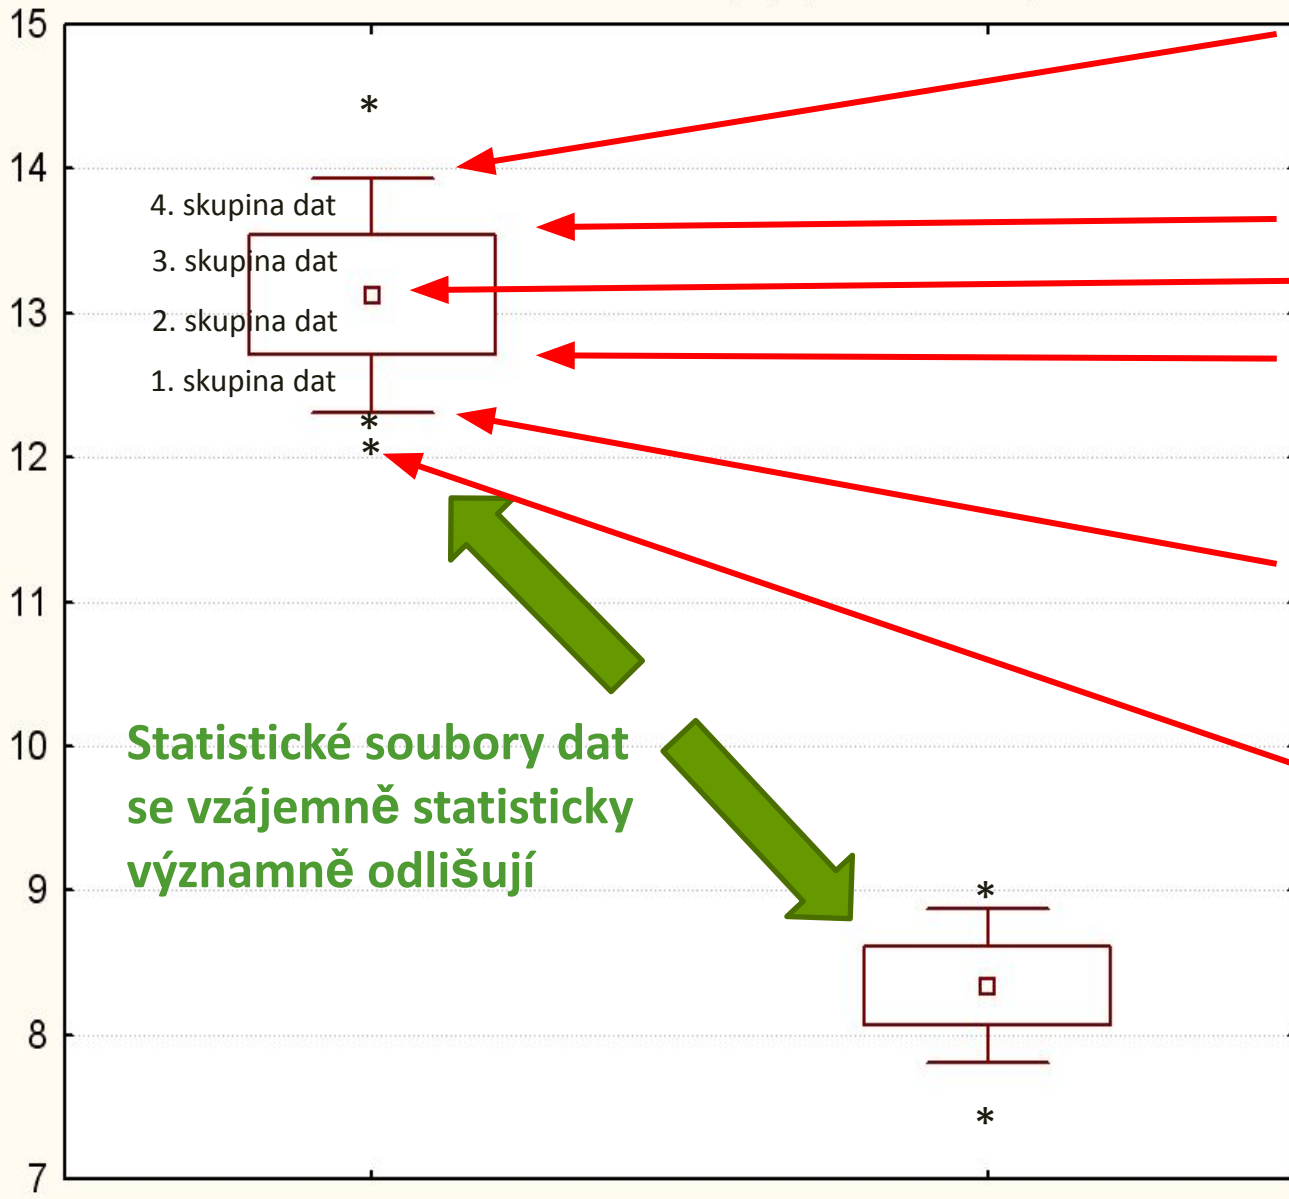 15
*
14
4. skupina dat
3. skupina dat
13
2. skupina dat
1. skupina dat
*
*
12
11
10
Statistické soubory dat
se vzájemně statisticky
významně odlišují
9
*
8
*
7